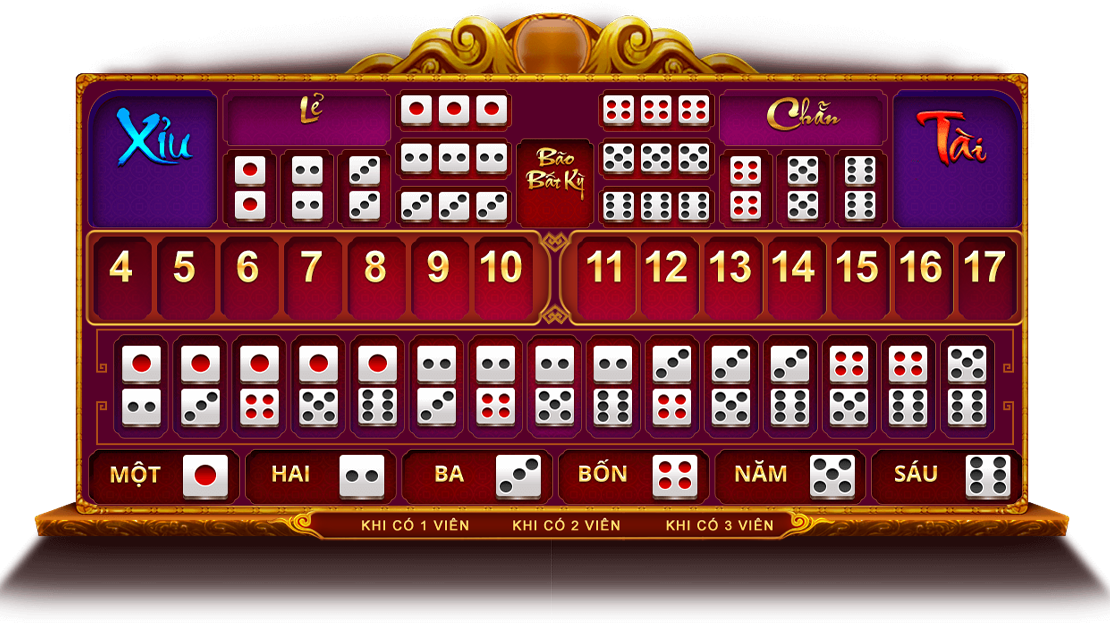 Xỉu
Lẻ
Bão
Bất Kỳ
Chẵn
Tài
4 5 6 7 8 9 10 11 12 13 14 15 16 17
MỘT HAI BA BỐN NĂM SÁU
KHI CÓ 1 VIÊN KHI CÓ 2 VIÊN KHI CÓ 3 VIÊN